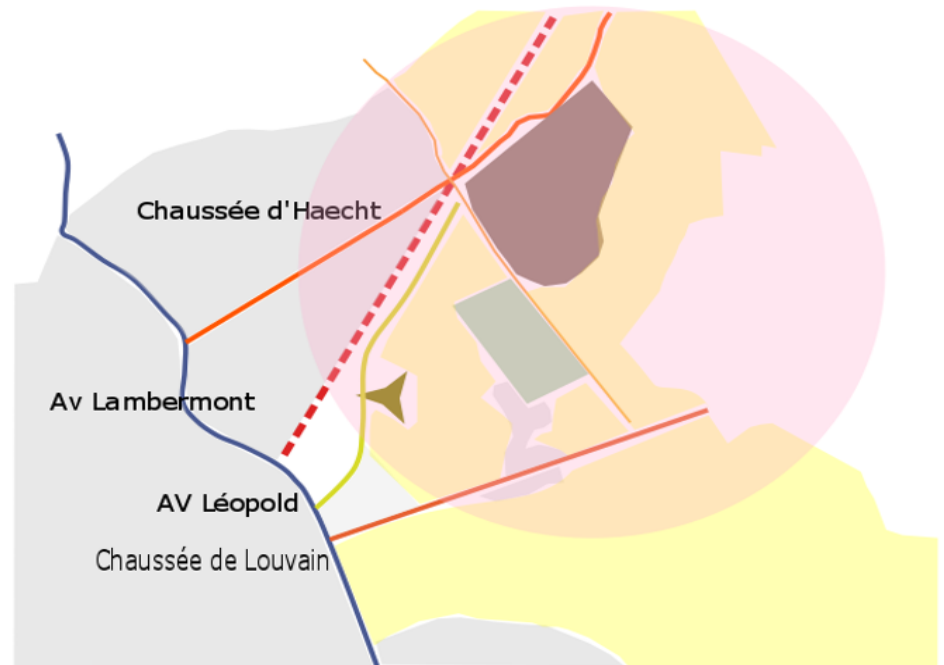 Chaussée d'Haecht
Av Lambermont
AV Léopold
Chaussée de Louvain